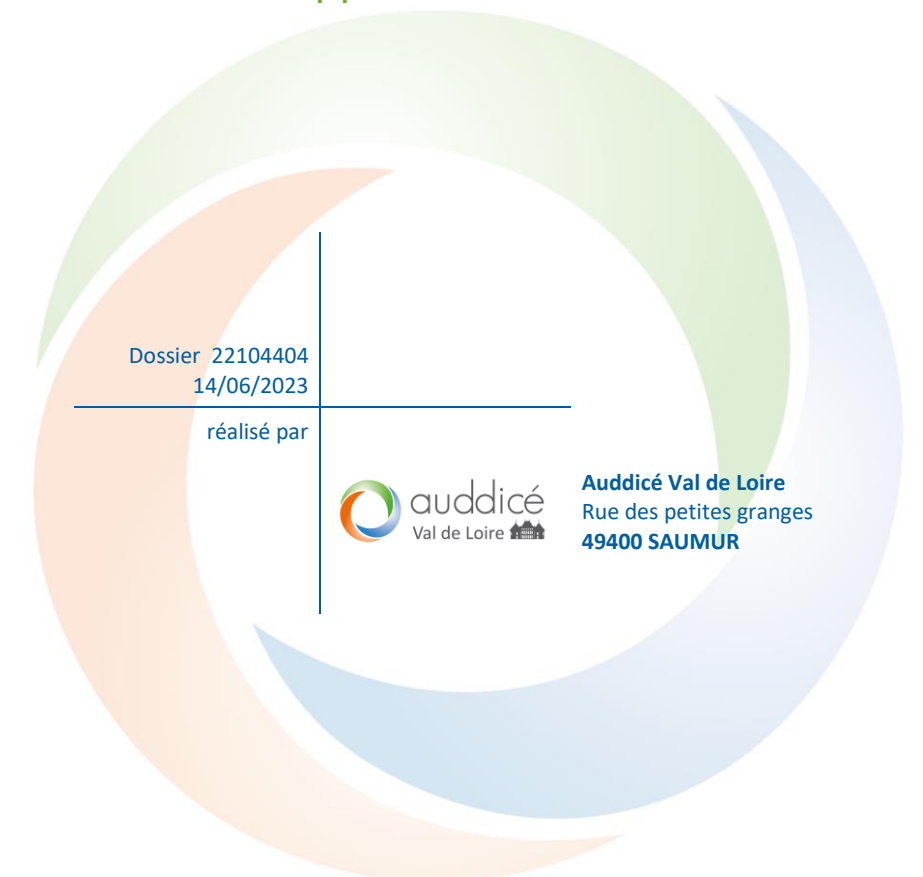 Dossier 22104404
14/06/2023
réalisé par
auddicé
Val de Loire
Auddicé Val de Loire
Rue des petites granges
49400 SAUMUR